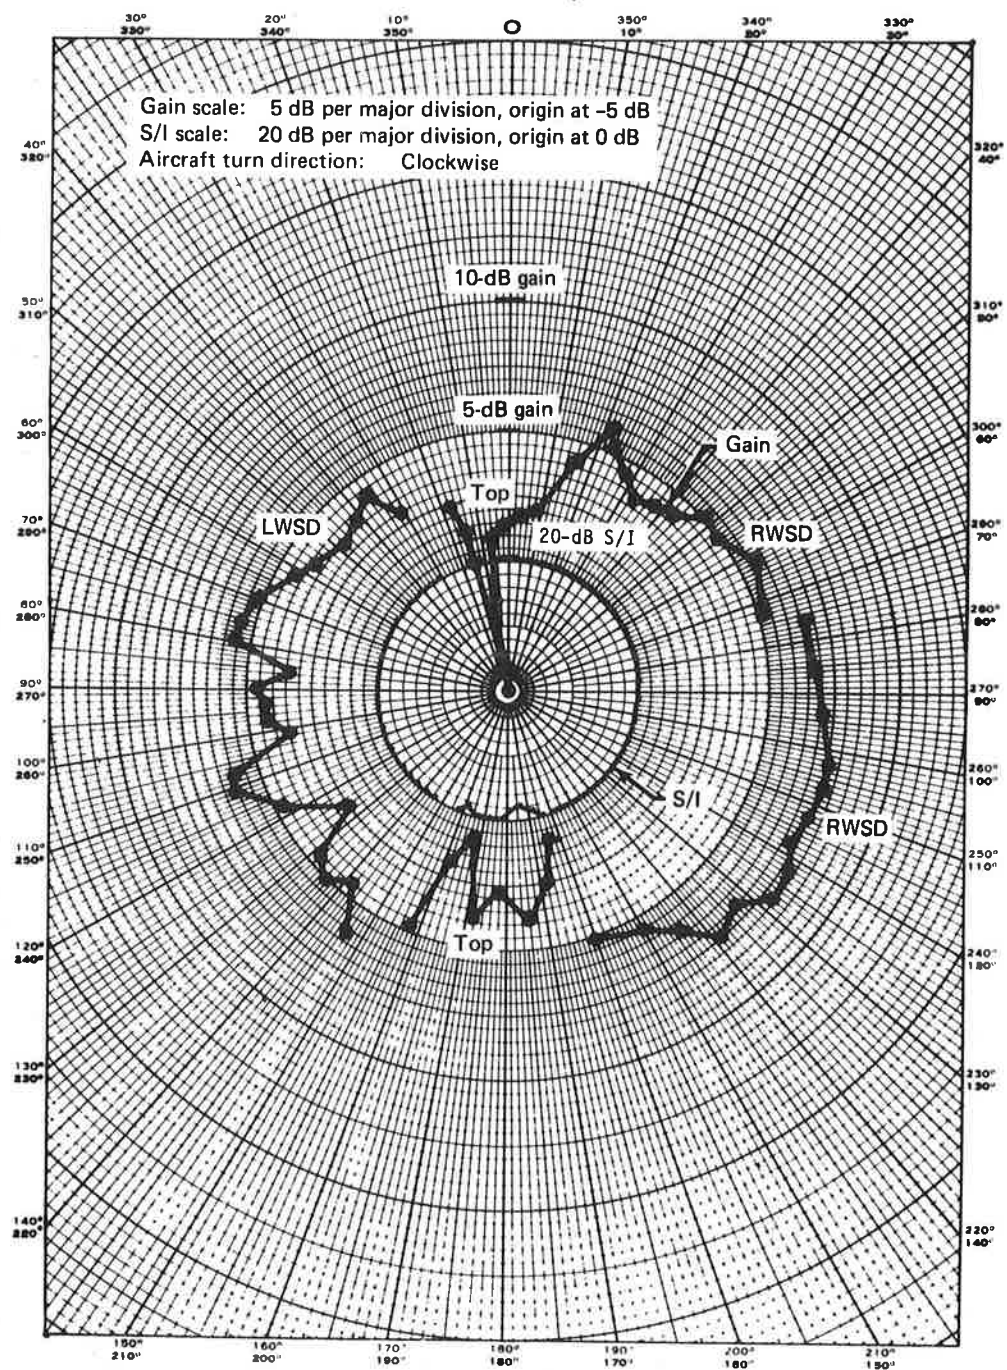 30° 20° 10° 0 350° 340° 330°
330° 340° 350° 10° 20° 30°
Gain scale: 5 dB per major division, origin at –5 dB
S/I scale: 20 dB per major division, origin at 0 dB
Aircraft turn direction: Clockwise
40°
320°
320°
40°
10-dB gain
50°
310°
310°
50°
5-dB gain
60°
300°
300°
60°
Gain
Top
LWSD
20-dB S/I
RWSD
70°
290°
290°
70°
80°
280°
280°
80°
90°
270°
270°
90°
100°
260°
260°
100°
S/I
RWSD
110°
250°
250°
110°
Top
120°
240°
240°
120°
130°
230°
230°
130°
140°
220°
220°
140°
150° 160° 170° 180° 190° 200° 210°
210° 200° 190° 180° 170° 160° 150°